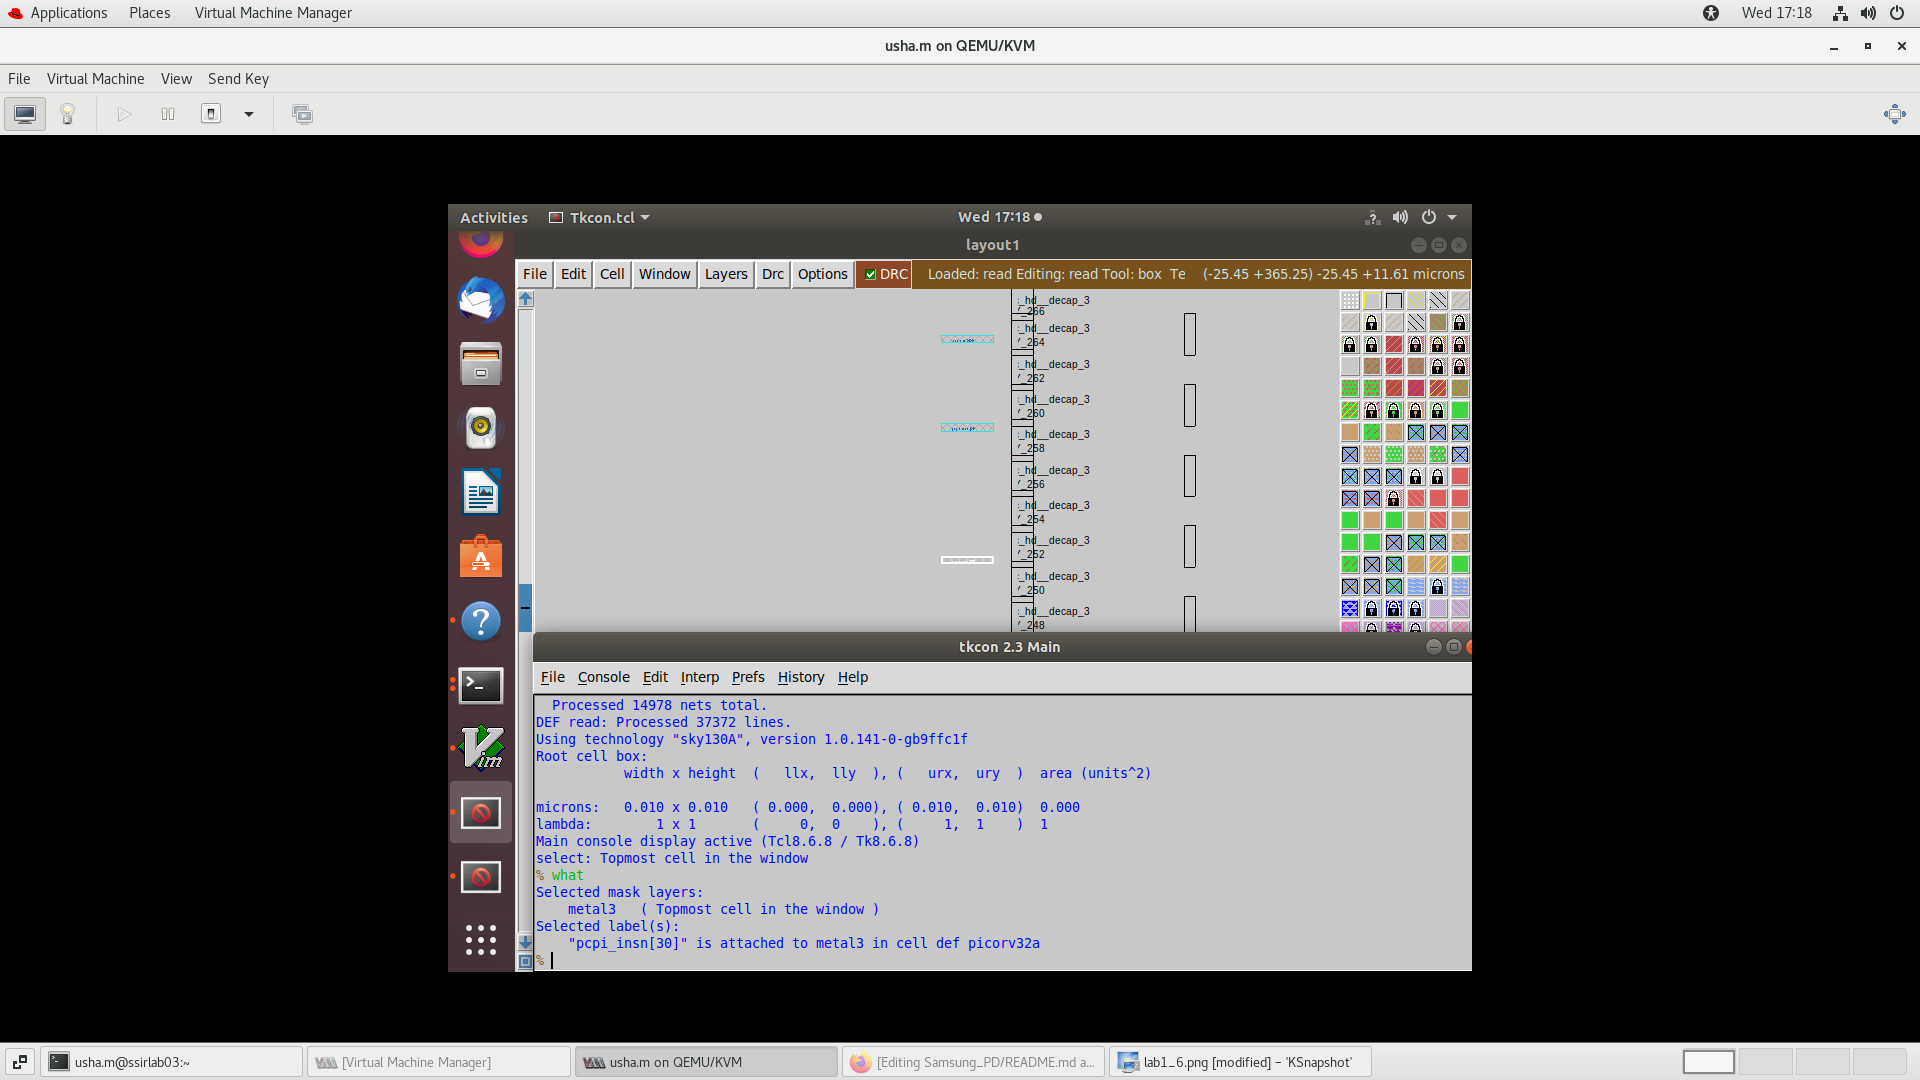 Applications Places Virtual Machine Manager Wed 17:18
usha.m on QEMU/KVM
File Virtual Machine View Send Key
Activities Tkcon.tcl Wed 17:18
layout1
File Edit Cell Window Layers Drc Options DRC Loaded: read Editing: read Tool: box Te (-25.45 +365.25) -25.45 +11.61 microns
:_hd__decap_3
_266
:_hd__decap_3
_264
:_hd__decap_3
_262
:_hd__decap_3
_260
:_hd__decap_3
_258
:_hd__decap_3
_256
:_hd__decap_3
_254
:_hd__decap_3
_252
:_hd__decap_3
_250
:_hd__decap_3
_248
tkcon 2.3 Main
File Console Edit Interp Prefs History Help
Processed 14978 nets total.
DEF read: Processed 37372 lines.
Using technology "sky130A", version 1.0.141-0-gb9ffc1f
Root cell box:
width x height ( llx, lly ), ( urx, ury ) area (units^2)
microns: 0.010 x 0.010 ( 0.000, 0.000), ( 0.010, 0.010) 0.000
lambda: 1 x 1 ( 0, 0 ), ( 1, 1 ) 1
Main console display active (Tcl8.6.8 / Tk8.6.8)
select: Topmost cell in the window
% what
Selected mask layers:
metal3 ( Topmost cell in the window )
Selected label(s):
"pcpi_insn[30]" is attached to metal3 in cell def picorv32a
%
usha.m@ssirlab03:~ [Virtual Machine Manager] usha.m on QEMU/KVM [Editing Samsung_PD/README.md a... lab1_6.png [modified] – 'KSnapshot'